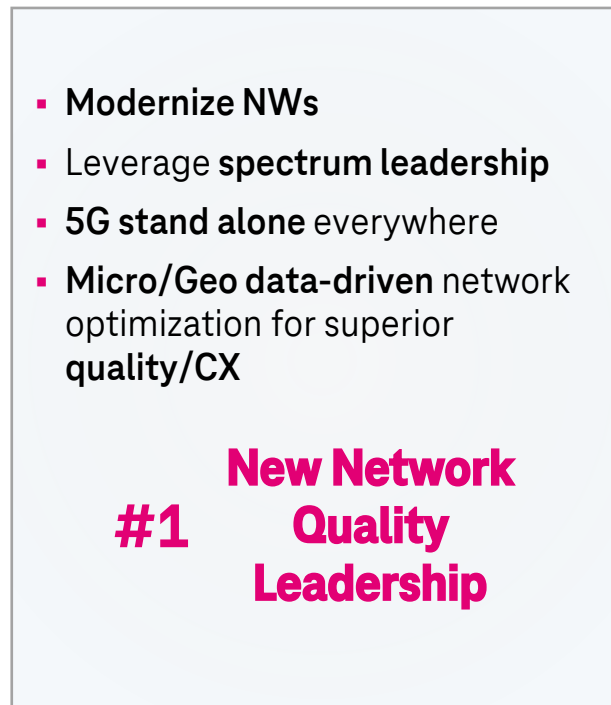 ▪ Modernize NWs
▪ Leverage spectrum leadership
▪ 5G stand alone everywhere
▪ Micro/Geo data-driven network
optimization for superior
quality/CX
New Network
#1 Quality
Leadership